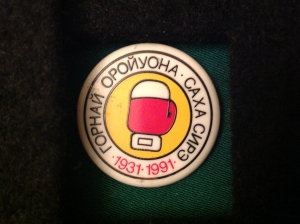 ГОРНАЙ ОРОЙУОНА · САХА СИРЭ
· 1931 · 1991 ·